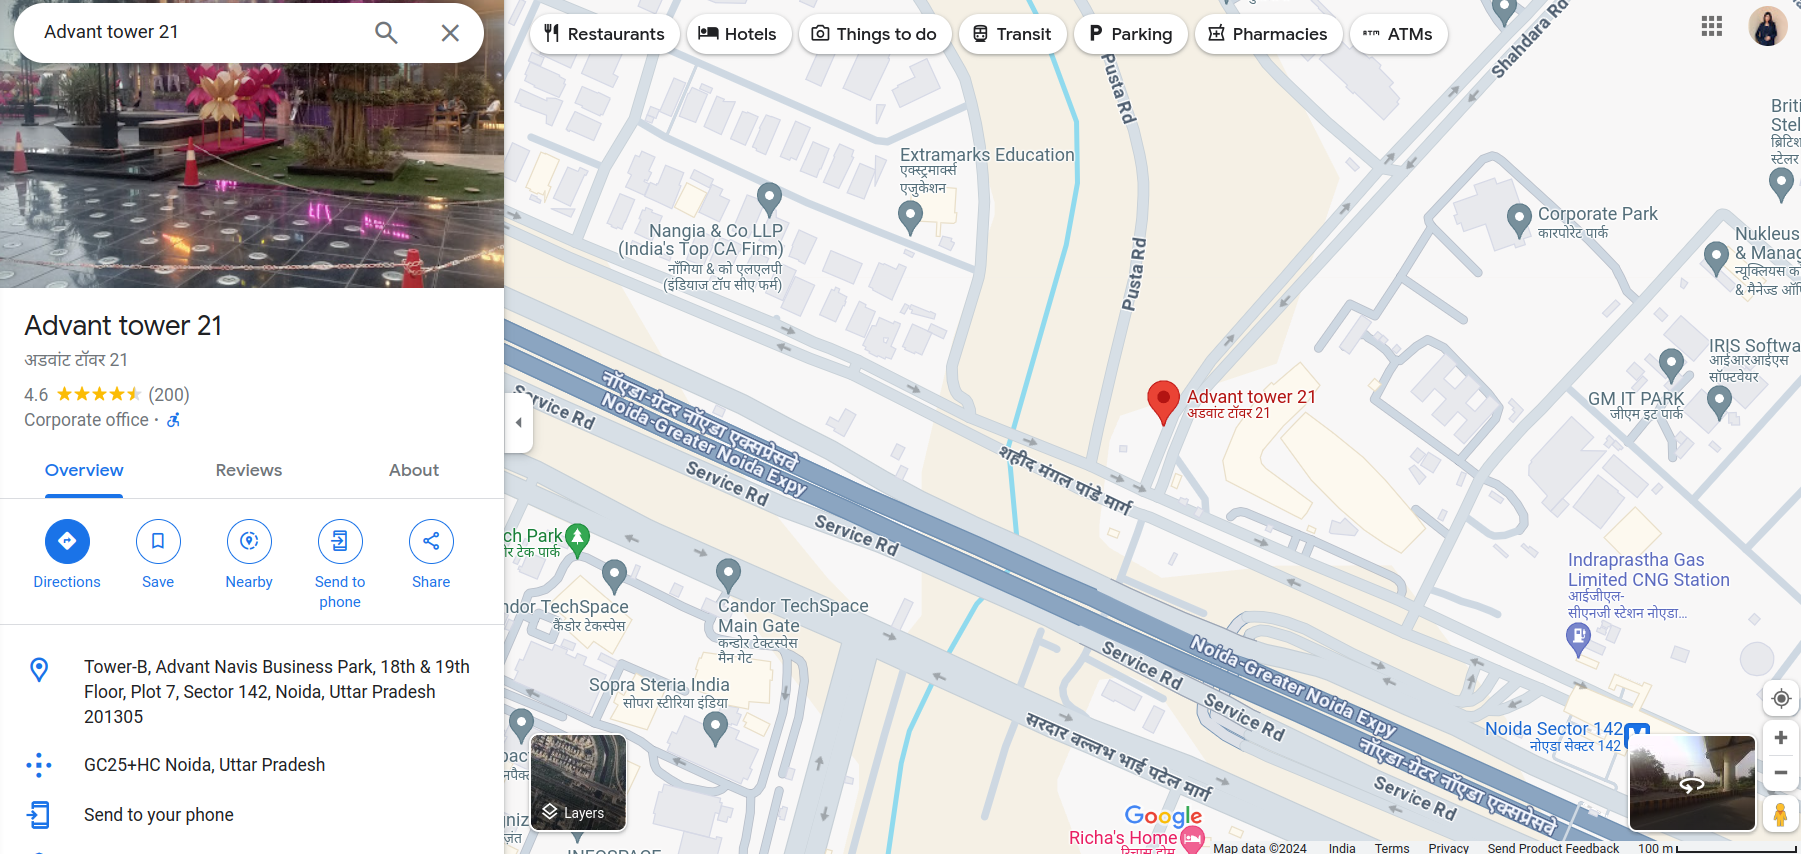 Advant tower 21
Restaurants
Hotels
Things to do
Transit
Parking
Pharmacies
ATMs
Advant tower 21
अडवांट टॉवर 21
4.6 (200)
Corporate office ·
Overview
Reviews
About
Directions
Save
Nearby
Send to
phone
Share
Tower-B, Advant Navis Business Park, 18th & 19th
Floor, Plot 7, Sector 142, Noida, Uttar Pradesh
201305
GC25+HC Noida, Uttar Pradesh
Send to your phone
Pusta Rd
Shahdara Rd
Extramarks Education
एक्स्ट्रमार्क्स
एजुकेशन
Nangia & Co LLP
(India's Top CA Firm)
नाँगिया & को एलएलपी
(इंडियाज टॉप सीए फर्म)
Pusta Rd
Corporate Park
कारपोरेट पार्क
Nukleus
& Manag
IRIS Softwa
आईआरआईएस
सॉफ्टवेयर
GM IT PARK
जीएम इट पार्क
Advant tower 21
अडवांट टॉवर 21
नॉएडा-ग्रेटर नॉएडा एक्सप्रेसवे
Noida-Greater Noida Expy
Service Rd
Service Rd
Service Rd
शहीद मंगल पांडे मार्ग
ch Park
र टेक पार्क
ndor TechSpace
कैंडोर टेकस्पेस
Candor TechSpace
Main Gate
कन्डोर टेक्टस्पेस
मैन गेट
Sopra Steria India
सोपरा स्टीरिया इंडिया
Indraprastha Gas
Limited CNG Station
आईजीएल-
सीएनजी स्टेशन नोएडा...
Noida-Greater Noida Expy
नॉएडा-ग्रेटर नॉएडा एक्सप्रेसवे
Service Rd
Service Rd
Service Rd
सरदार वल्लभ भाई पटेल मार्ग
Noida Sector 142
नोएडा सेक्टर 142
Layers
Google
Richa's Home
रिचास होम
INFOSPACE
Map data ©2024
India
Terms
Privacy
Send Product Feedback
100 m